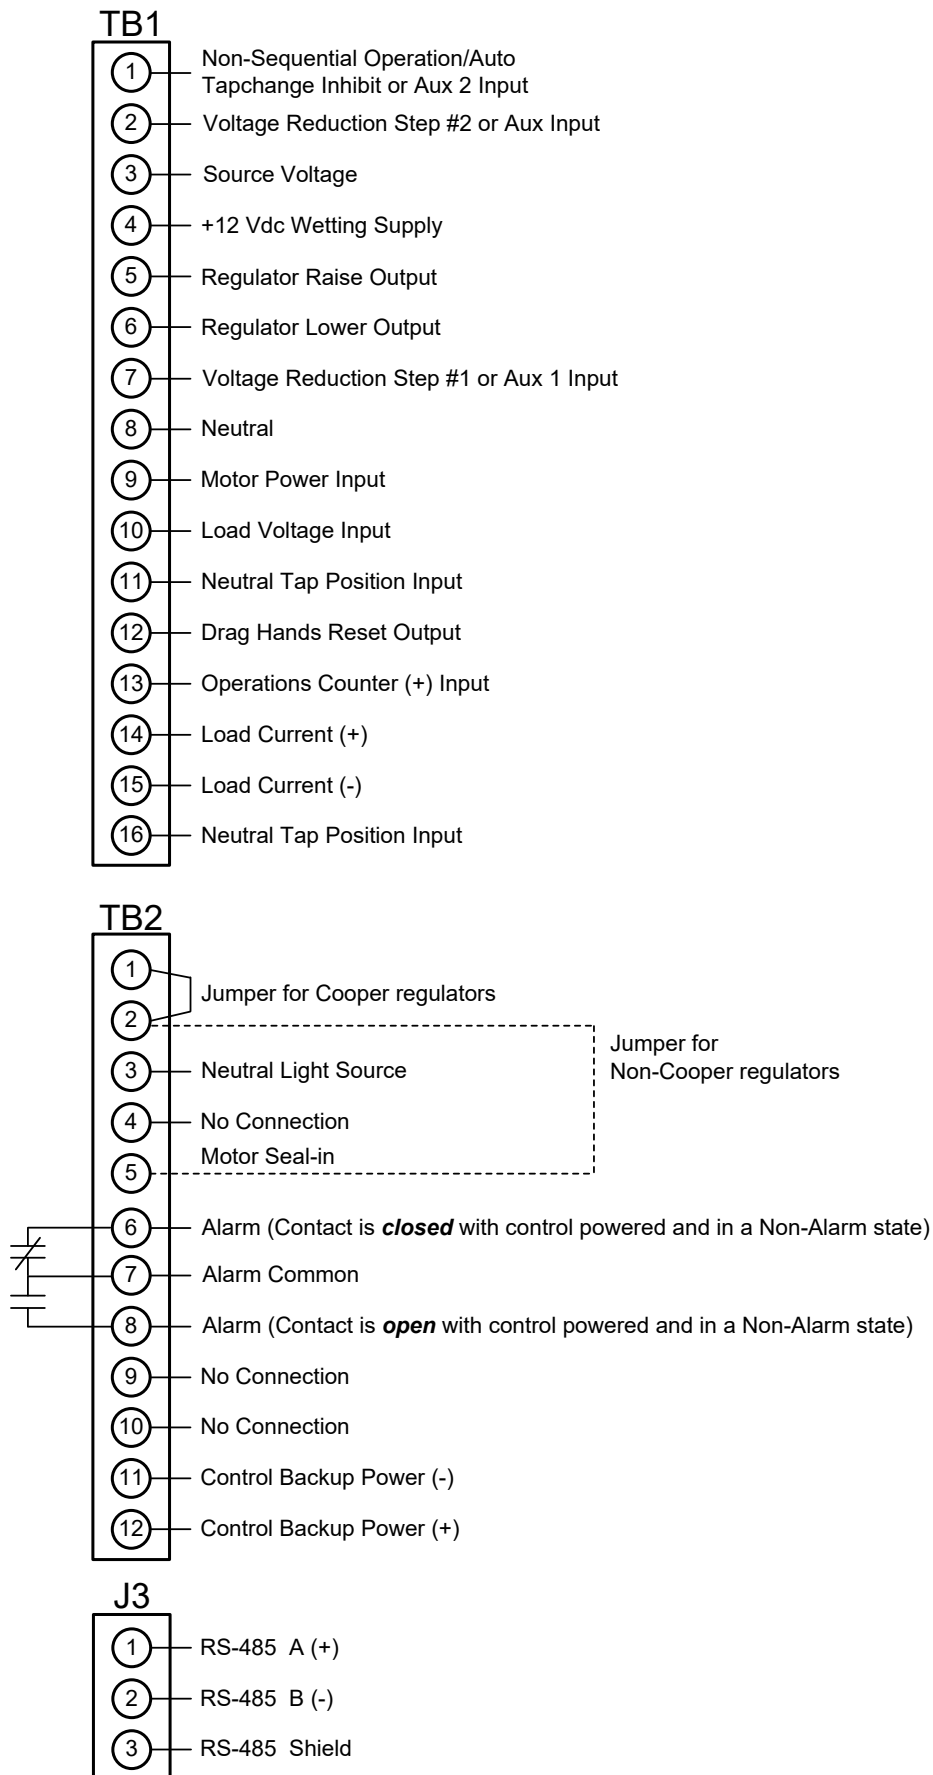 TB1
1 Non-Sequential Operation/Auto
Tapchange Inhibit or Aux 2 Input
2 Voltage Reduction Step #2 or Aux Input
3 Source Voltage
4 +12 Vdc Wetting Supply
5 Regulator Raise Output
6 Regulator Lower Output
7 Voltage Reduction Step #1 or Aux 1 Input
8 Neutral
9 Motor Power Input
10 Load Voltage Input
11 Neutral Tap Position Input
12 Drag Hands Reset Output
13 Operations Counter (+) Input
14 Load Current (+)
15 Load Current (-)
16 Neutral Tap Position Input
TB2
1
Jumper for Cooper regulators
2
Jumper for
Non-Cooper regulators
3 Neutral Light Source
4 No Connection
Motor Seal-in
5
6 Alarm (Contact is closed with control powered and in a Non-Alarm state)
7 Alarm Common
8 Alarm (Contact is open with control powered and in a Non-Alarm state)
9 No Connection
10 No Connection
11 Control Backup Power (-)
12 Control Backup Power (+)
J3
1 RS-485 A (+)
2 RS-485 B (-)
3 RS-485 Shield